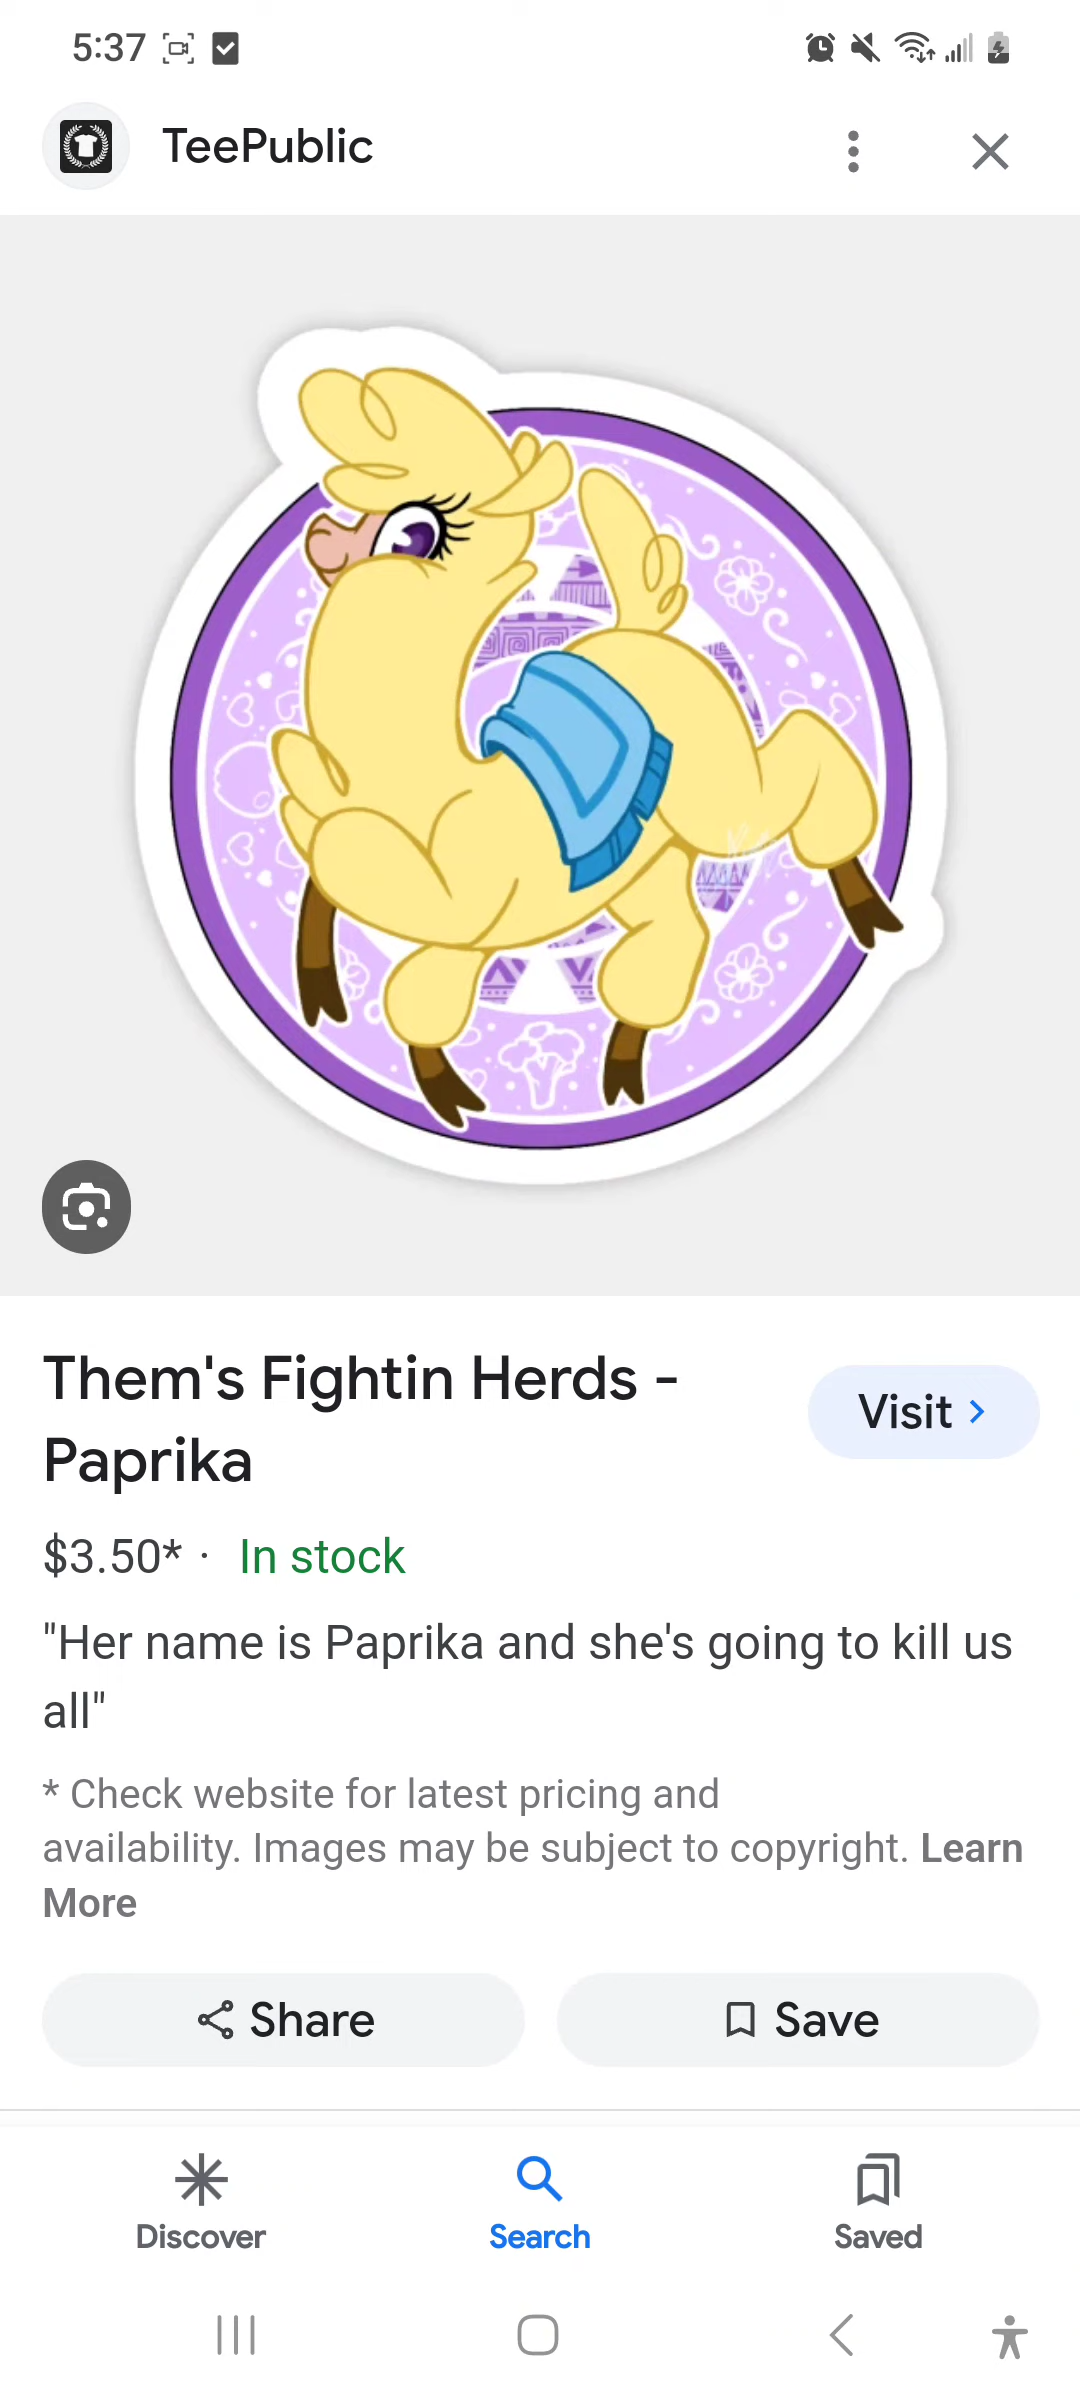 5:37
TeePublic
Them's Fightin Herds -
Paprika
Visit
$3.50* · In stock
"Her name is Paprika and she's going to kill us
all"
* Check website for latest pricing and
availability. Images may be subject to copyright. Learn
More
Share
Save
Discover
Search
Saved